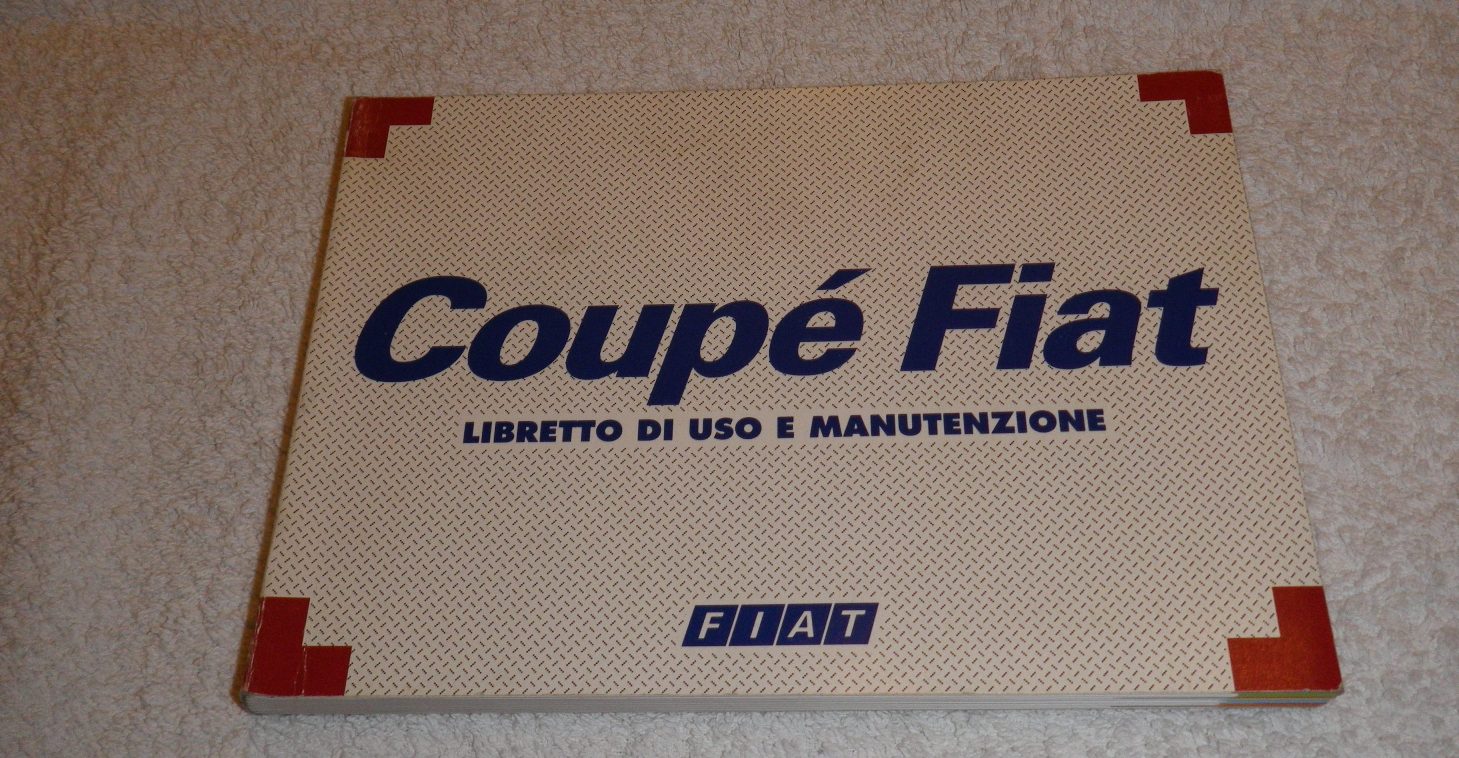 Coupé Fiat
LIBRETTO DI USO E MANUTENZIONE
FIAT